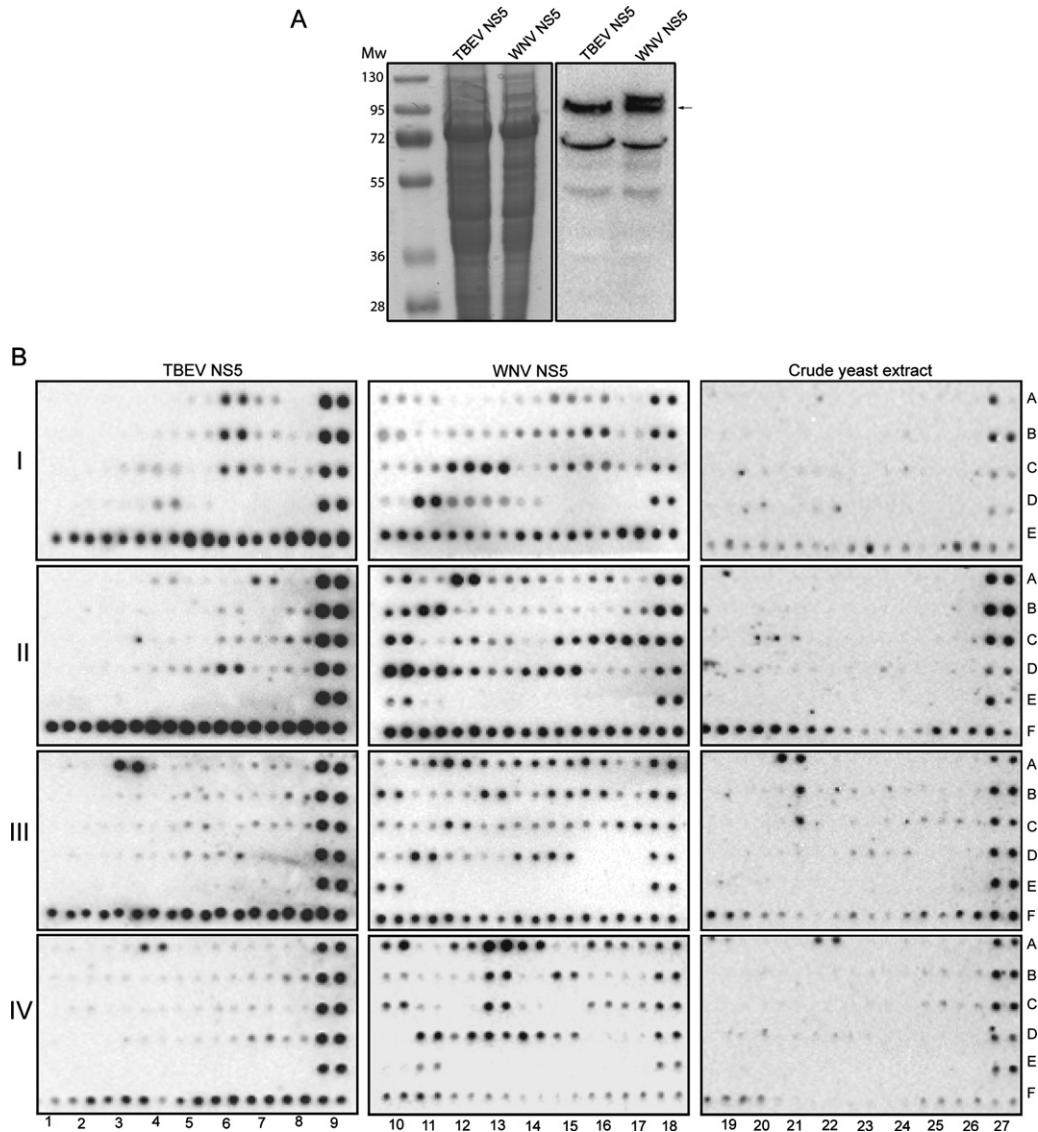 A
Mw
TBEV NS5
WNV NS5
TBEV NS5
WNV NS5
130
95
72
55
36
28
B
TBEV NS5
WNV NS5
Crude yeast extract
I
A
B
C
D
E
II
A
B
C
D
E
F
III
A
B
C
D
E
F
IV
A
B
C
D
E
F
1 2 3 4 5 6 7 8 9 10 11 12 13 14 15 16 17 18 19 20 21 22 23 24 25 26 27